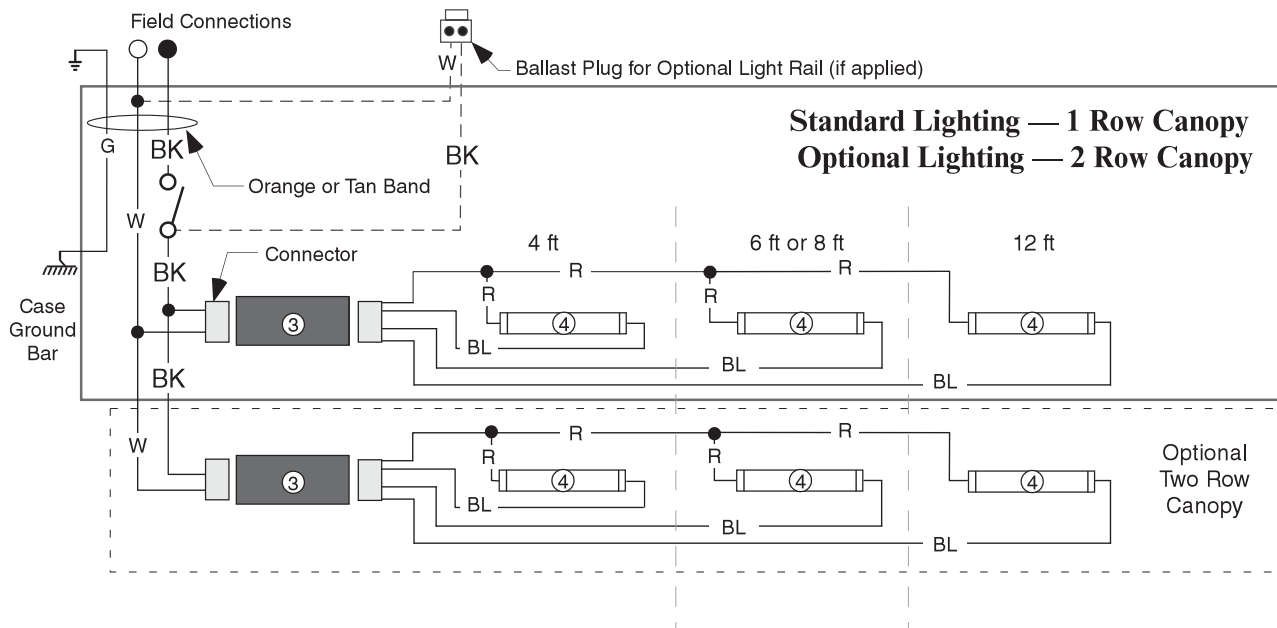 Field Connections
W
Ballast Plug for Optional Light Rail (if applied)
Standard Lighting — 1 Row Canopy
Optional Lighting — 2 Row Canopy
G
BK
BK
Orange or Tan Band
W
4 ft
6 ft or 8 ft
12 ft
Connector
BK
R
R
R
R
Case
Ground
Bar
3
4
4
4
BL
BL
BK
BL
W
R
R
R
R
Optional
Two Row
Canopy
3
4
4
4
BL
BL
BL